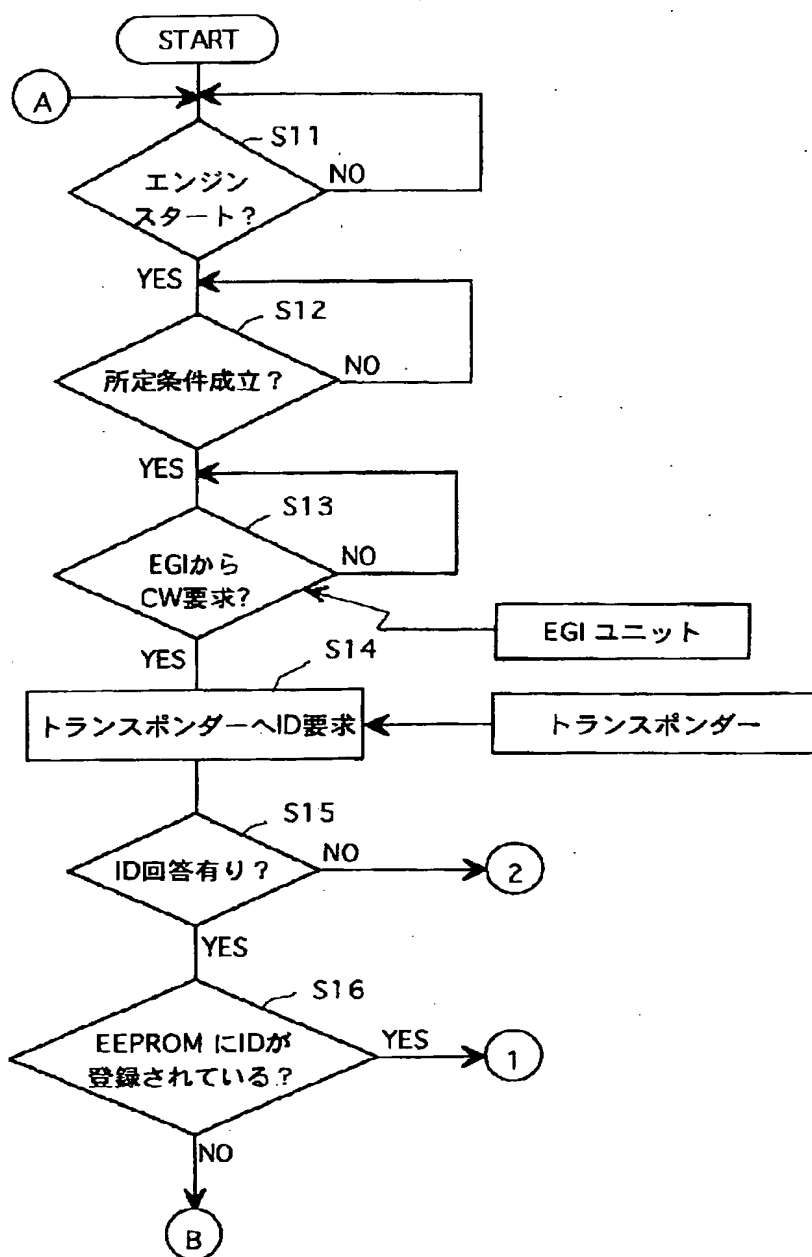 START
A
S11
エンジン
スタート?
NO
YES
S12
所定条件成立?
NO
YES
S13
EGIから
CW要求?
NO
EGI ユニット
YES
S14
トランスポンダーへID要求
トランスポンダー
S15
ID回答有り?
NO
2
YES
S16
EEPROM にIDが
登録されている?
YES
1
NO
B